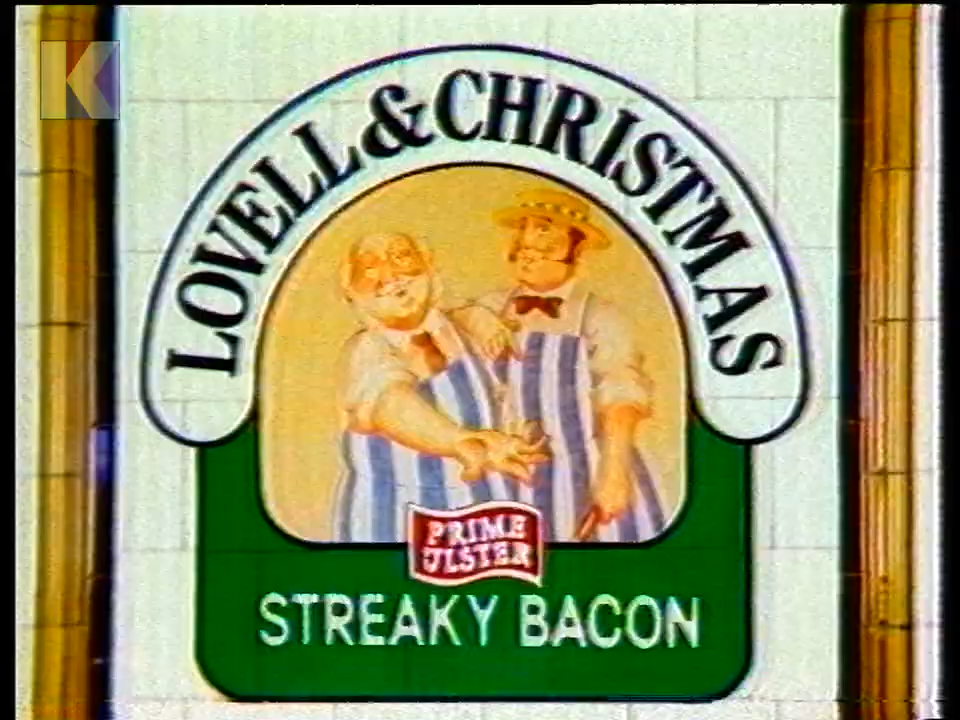 K
LOVELL & CHRISTMAS
PRIME
ULSTER
STREAKY BACON